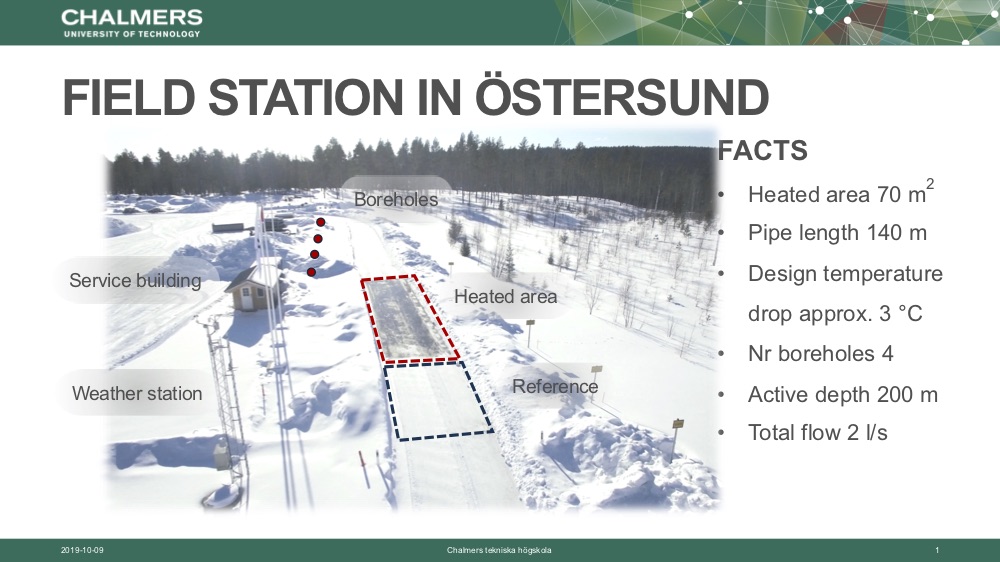 CHALMERS
UNIVERSITY OF TECHNOLOGY
FIELD STATION IN ÖSTERSUND
Boreholes
Service building
Heated area
Weather station
Reference
FACTS
• Heated area 70 m²
• Pipe length 140 m
• Design temperature
drop approx. 3 °C
• Nr boreholes 4
• Active depth 200 m
• Total flow 2 l/s
2019-10-09
Chalmers tekniska högskola
1